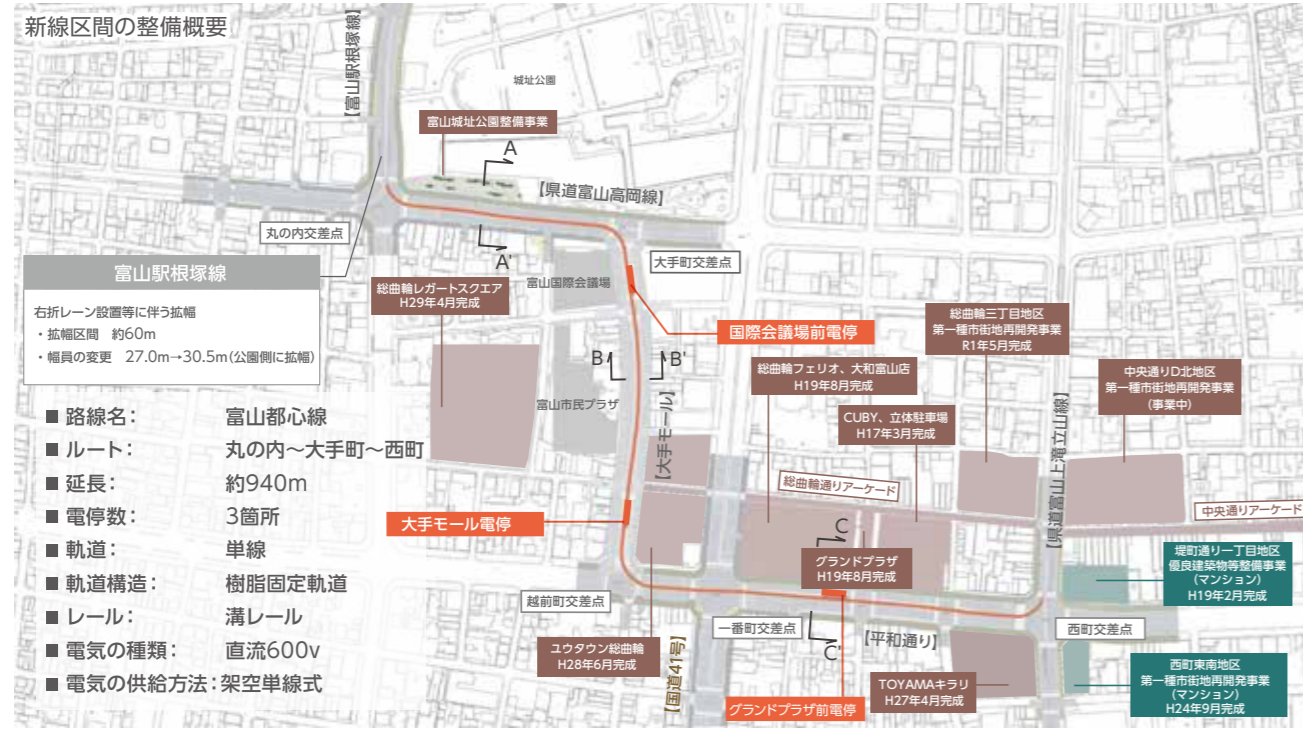 新線区間の整備概要
【富山駅根塚線】
城址公園
富山城址公園整備事業
A
【県道富山高岡線】
丸の内交差点
A'
富山国際会議場
大手町交差点
富山駅根塚線
右折レーン設置等に伴う拡幅
・拡幅区間 約60m
・幅員の変更 27.0m→30.5m(公園側に拡幅)
総曲輪レガートスクエア
H29年4月完成
国際会議場前電停
総曲輪三丁目地区
第一種市街地再開発事業
R1年5月完成
B
B'
総曲輪フェリオ、大和富山店
H19年8月完成
中央通りD北地区
第一種市街地再開発事業
(事業中)
富山市民プラザ
【大手モール】
CUBY、立体駐車場
H17年3月完成
【県道富山上滝立山線】
■ 路線名: 富山都心線
■ ルート: 丸の内〜大手町〜西町
■ 延長: 約940m
■ 電停数: 3箇所
■ 軌道: 単線
■ 軌道構造: 樹脂固定軌道
■ レール: 溝レール
■ 電気の種類: 直流600v
■ 電気の供給方法:架空単線式
総曲輪通りアーケード
中央通りアーケード
大手モール電停
C
グランドプラザ
H19年8月完成
堤町通り一丁目地区
優良建築物等整備事業
(マンション)
H19年2月完成
越前町交差点
一番町交差点
C'
【平和通り】
西町交差点
ユウタウン総曲輪
H28年6月完成
【国道41号】
グランドプラザ前電停
TOYAMAキラリ
H27年4月完成
西町東南地区
第一種市街地再開発事業
(マンション)
H24年9月完成